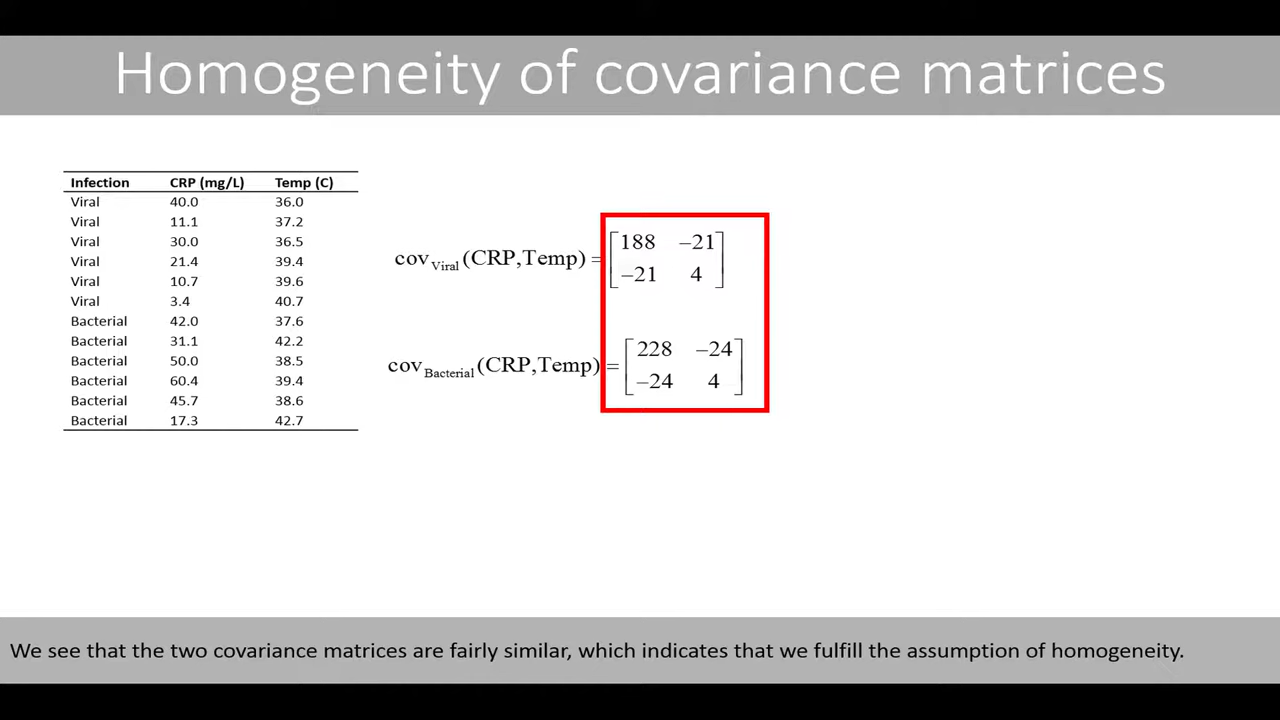 Homogeneity of covariance matrices
Infection CRP (mg/L) Temp (C)
Viral 40.0 36.0
Viral 11.1 37.2
Viral 30.0 36.5
Viral 21.4 39.4
Viral 10.7 39.6
Viral 3.4 40.7
Bacterial 42.0 37.6
Bacterial 31.1 42.2
Bacterial 50.0 38.5
Bacterial 60.4 39.4
Bacterial 45.7 38.6
Bacterial 17.3 42.7
cov Viral (CRP,Temp) =
188 –21
–21 4
cov Bacterial (CRP,Temp) =
228 –24
–24 4
We see that the two covariance matrices are fairly similar, which indicates that we fulfill the assumption of homogeneity.